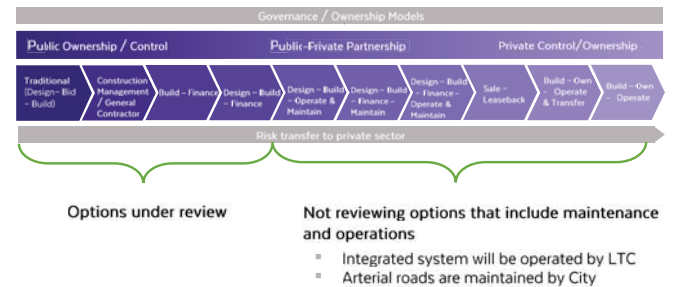 Governance / Ownership Models
Public Ownership / Control
Public-Private Partnership
Private Control/Ownership
Traditional
(Design- Bid
- Build)
Construction
Management
/ General
Contractor
Build – Finance
Design – Build
- Finance
Design – Build
- Operate &
Maintain
Design – Build
- Finance –
Maintain
Design – Build
- Finance-
Operate &
Maintain
Sale –
Leaseback
Build – Own
- Operate
& Transfer
Build – Own
- Operate
Risk transfer to private sector
Options under review
Not reviewing options that include maintenance
and operations
Integrated system will be operated by LTC
Arterial roads are maintained by City